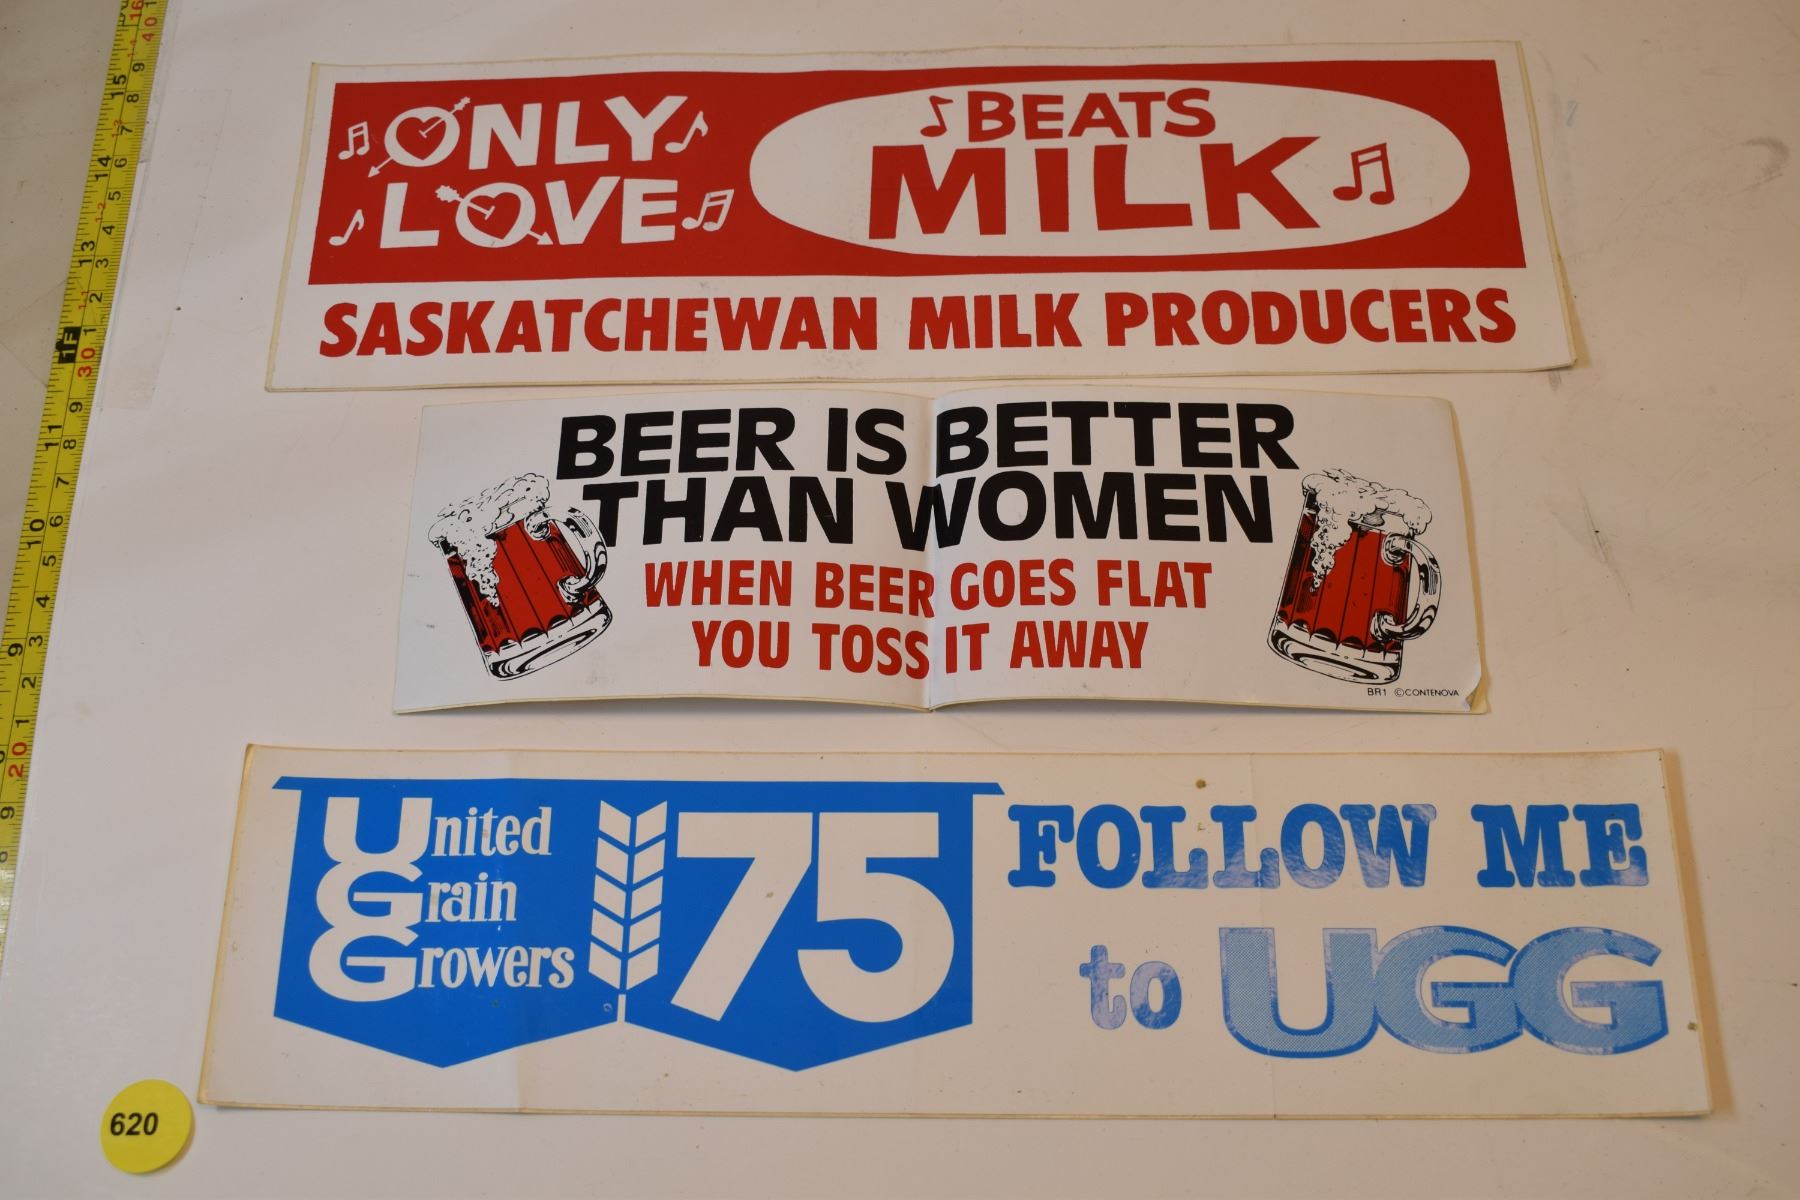 ONLY LOVE
BEATS MILK
SASKATCHEWAN MILK PRODUCERS
BEER IS BETTER
THAN WOMEN
WHEN BEER GOES FLAT
YOU TOSS IT AWAY
BR1 ©CONTENOVA
United
Grain
Growers
75
FOLLOW ME
to UGG
620